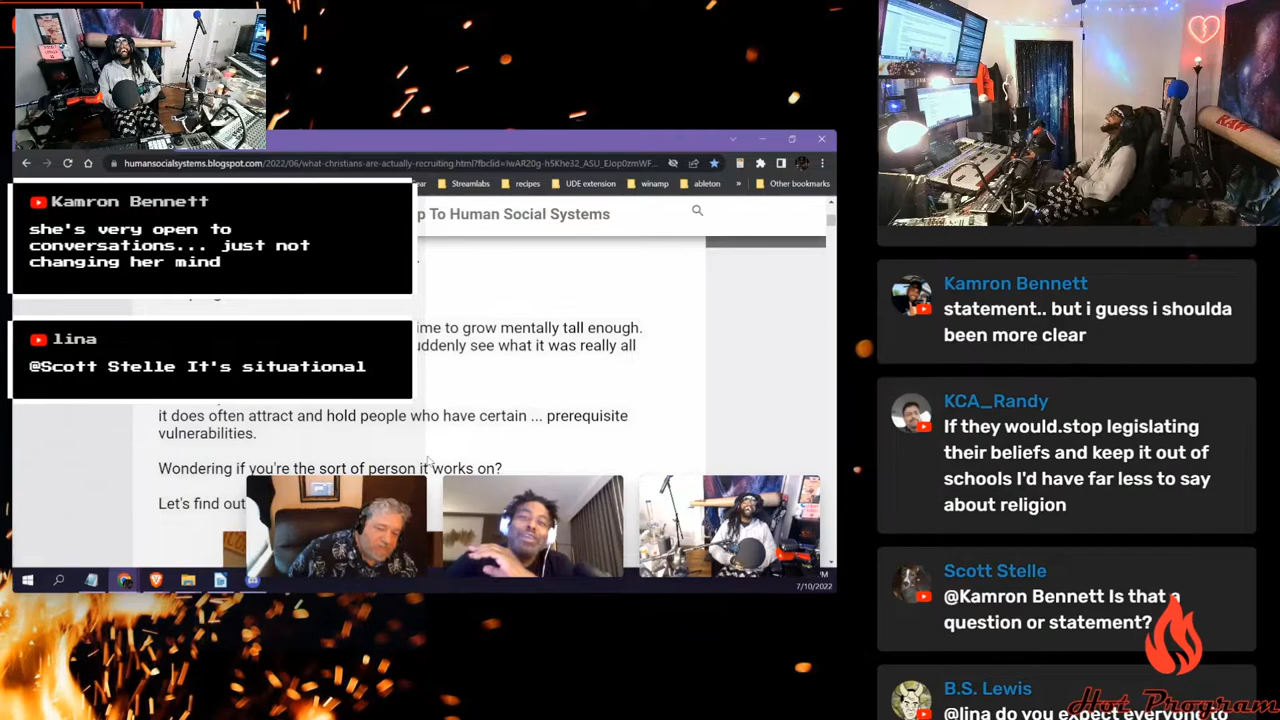 humansocialsystems.blogspot.com/2022/06/what-christians-are-actually-recruiting.html?fbclid=IwAR20g-h5Khe32_ASU_EJop0zmWF...
Streamlabs
recipes
UDE extension
winamp
ableton
»
Other bookmarks
Kamron Bennett
she's very open to
conversations... just not
changing her mind
p To Human Social Systems
ime to grow mentally tall enough.
uddenly see what it was really all
lina
@Scott Stelle It's situational
it does often attract and hold people who have certain ... prerequisite
vulnerabilities.
Wondering if you're the sort of person it works on?
Let's find out
7/10/2022
RAW
Kamron Bennett
statement.. but i guess i shoulda
been more clear
KCA_Randy
If they would.stop legislating
their beliefs and keep it out of
schools I'd have far less to say
about religion
Scott Stelle
@Kamron Bennett Is that a
question or statement?
B.S. Lewis
@lina do you expect everyone to
Hot Program